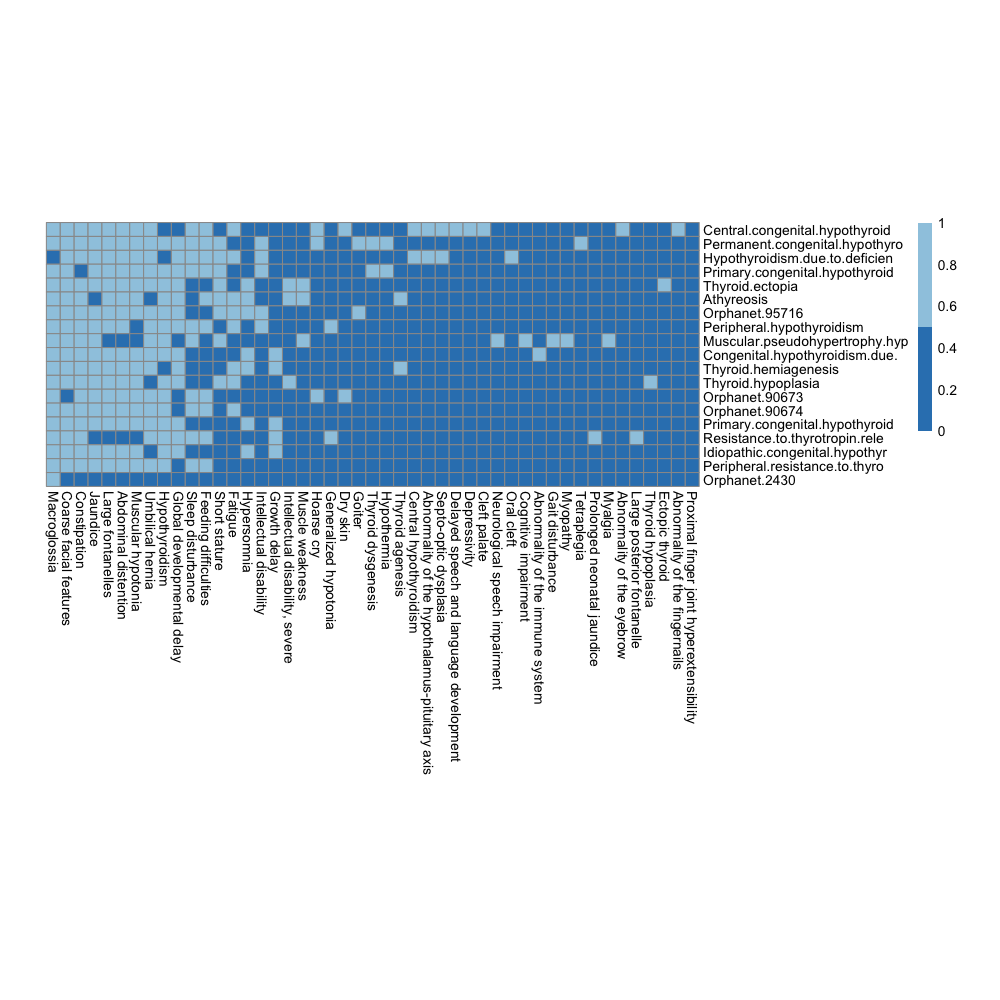 Central.congenital.hypothyroid
Permanent.congenital.hypothyro
Hypothyroidism.due.to.deficien
Primary.congenital.hypothyroid
Thyroid.ectopia
Athyreosis
Orphanet.95716
Peripheral.hypothyroidism
Muscular.pseudohypertrophy.hyp
Congenital.hypothyroidism.due.
Thyroid.hemiagenesis
Thyroid.hypoplasia
Orphanet.90673
Orphanet.90674
Primary.congenital.hypothyroid
Resistance.to.thyrotropin.rele
Idiopathic.congenital.hypothyr
Peripheral.resistance.to.thyro
Orphanet.2430
1
0.8
0.6
0.4
0.2
0
Macroglossia
Coarse facial features
Constipation
Jaundice
Large fontanelles
Abdominal distention
Muscular hypotonia
Umbilical hernia
Hypothyroidism
Global developmental delay
Sleep disturbance
Feeding difficulties
Short stature
Fatigue
Hypersomnia
Intellectual disability
Growth delay
Intellectual disability, severe
Muscle weakness
Hoarse cry
Generalized hypotonia
Dry skin
Goiter
Thyroid dysgenesis
Hypothermia
Thyroid agenesis
Central hypothyroidism
Abnormality of the hypothalamus-pituitary axis
Septo-optic dysplasia
Delayed speech and language development
Depressivity
Cleft palate
Neurological speech impairment
Oral cleft
Cognitive impairment
Abnormality of the immune system
Gait disturbance
Myopathy
Tetraplegia
Prolonged neonatal jaundice
Myalgia
Abnormality of the eyebrow
Large posterior fontanelle
Thyroid hypoplasia
Ectopic thyroid
Abnormality of the fingernails
Proximal finger joint hyperextensibility